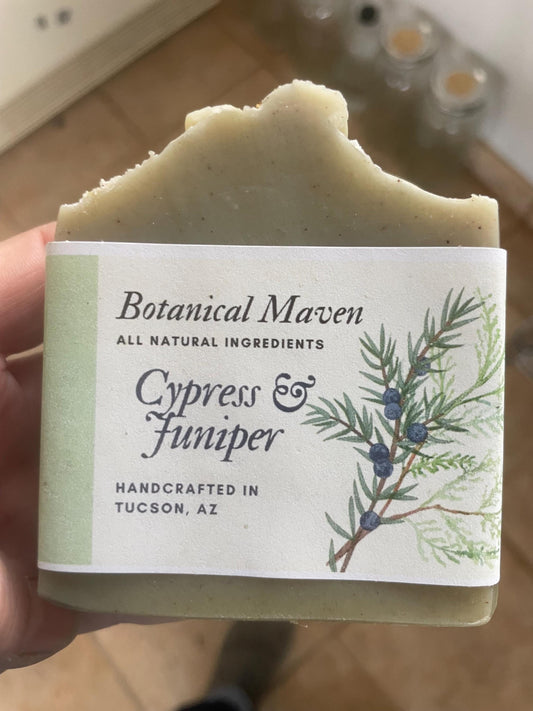 Botanical Maven
ALL NATURAL INGREDIENTS
Cypress &
Juniper
HANDCRAFTED IN
TUCSON, AZ